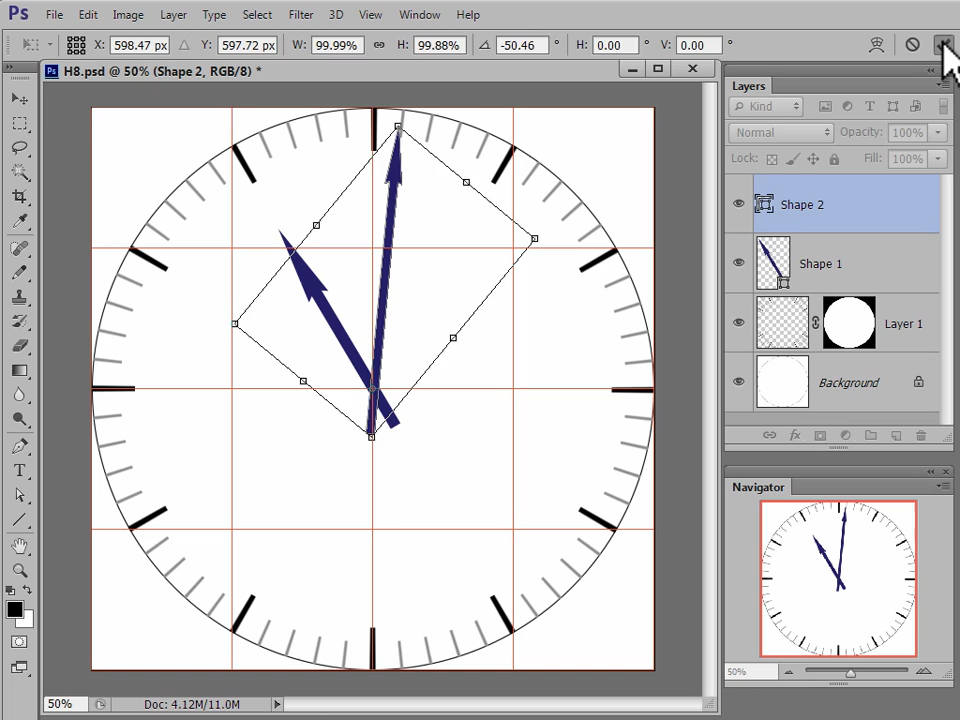 Ps File Edit Image Layer Type Select Filter 3D View Window Help
X: 598.47 px Y: 597.72 px W: 99.99% H: 99.88% -50.46 ° H: 0.00 ° V: 0.00 °
Ps H8.psd @ 50% (Shape 2, RGB/8) *
Layers
Kind T
Normal Opacity: 100%
Lock: Fill: 100%
Shape 2
Shape 1
Layer 1
Background
fx
T
Navigator
50%
50% Doc: 4.12M/11.0M